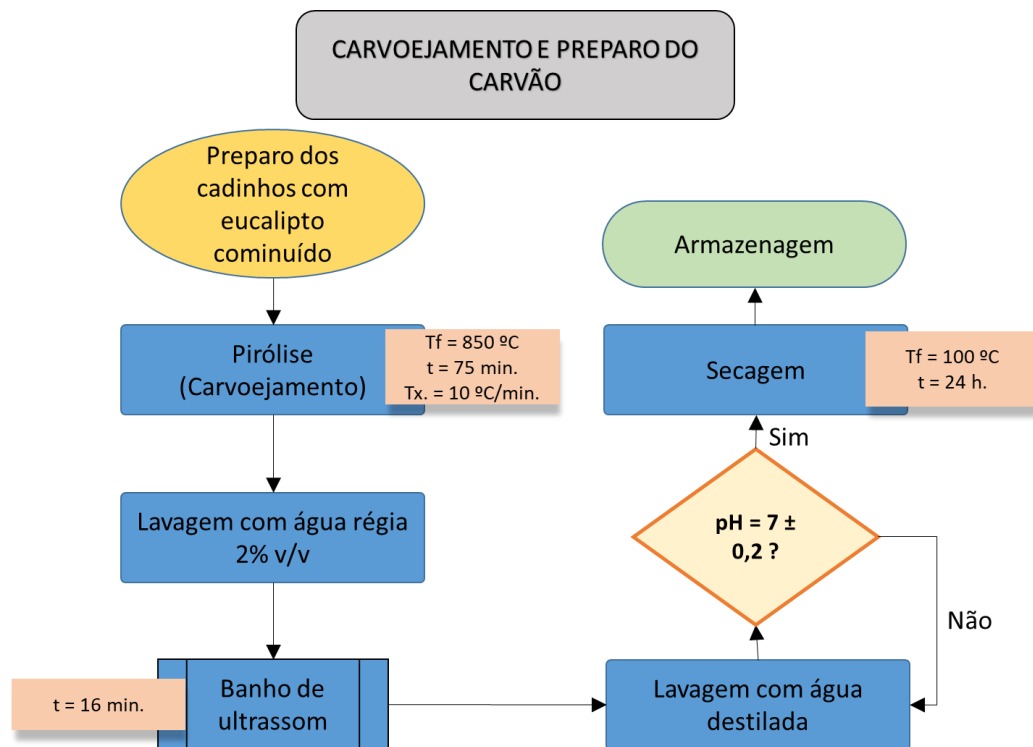 CARVOEJAMENTO E PREPARO DO
CARVÃO
Preparo dos
cadinhos com
eucalipto
cominuído
Pirólise
(Carvoejamento)
Tf = 850 ºC
t = 75 min.
Tx. = 10 ºC/min.
Lavagem com água régia
2% v/v
t = 16 min.
Banho de
ultrassom
Lavagem com água
destilada
pH = 7 ±
0,2 ?
Não
Sim
Secagem
Tf = 100 ºC
t = 24 h.
Armazenagem